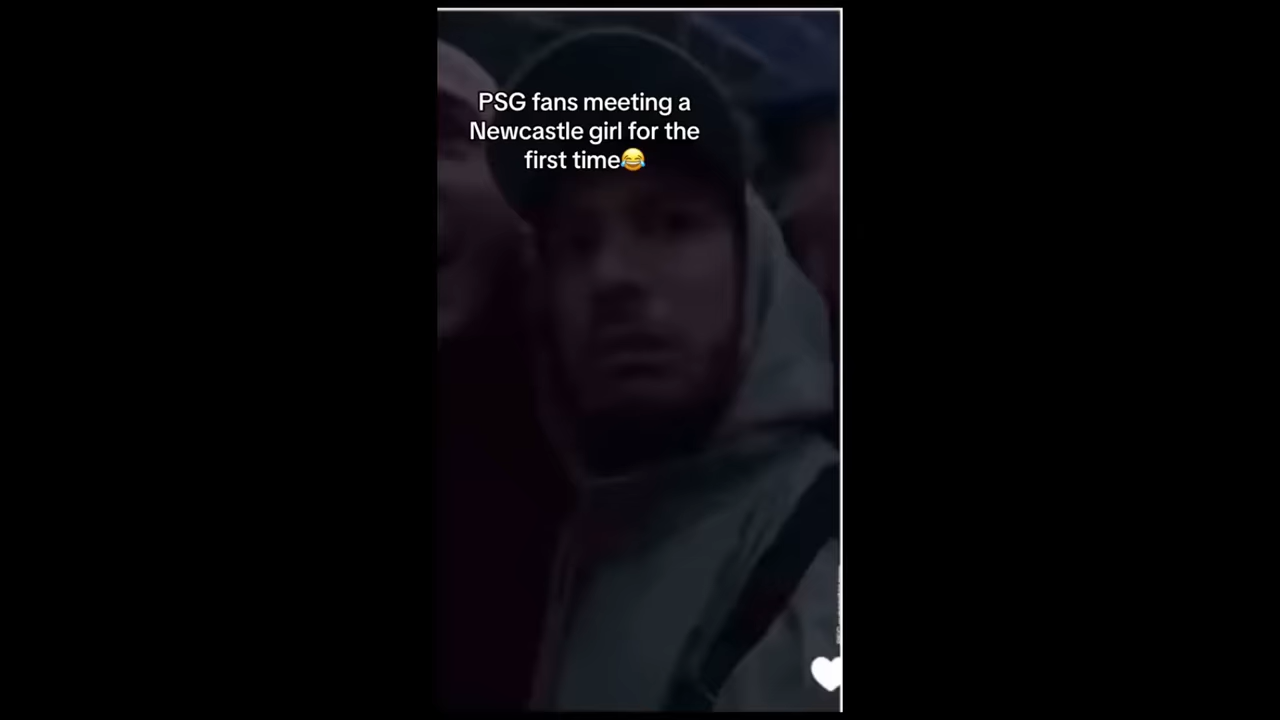 PSG fans meeting a
Newcastle girl for the
first time😂